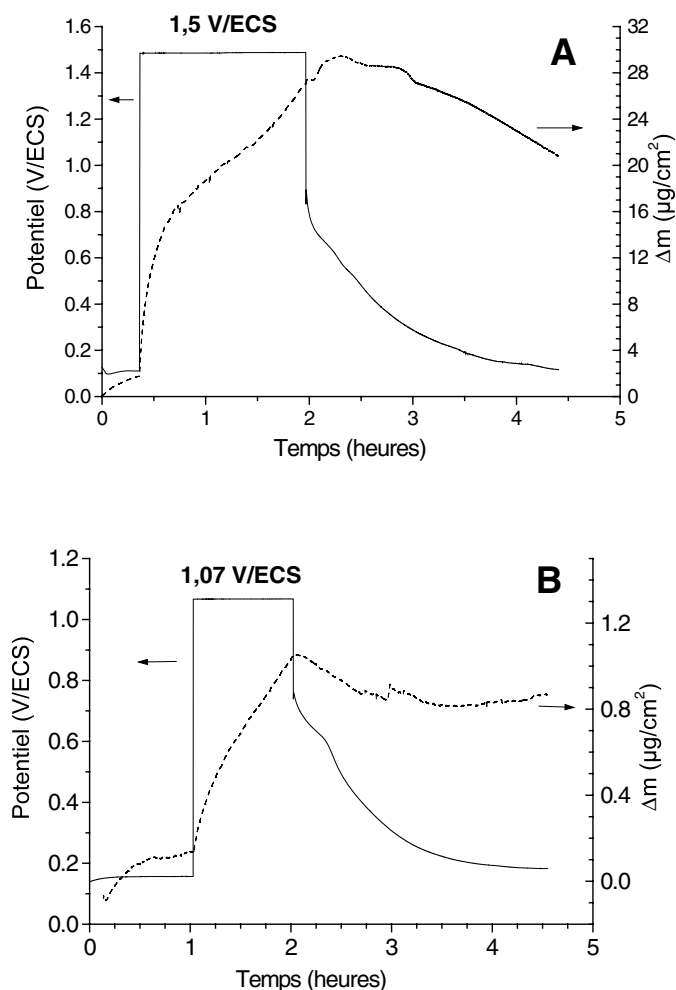 1,5 V/ECS
A
Potentiel (V/ECS)
1.6
1.4
1.2
1.0
0.8
0.6
0.4
0.2
0.0
32
28
24
20
16
12
8
4
0
Δm (µg/cm²)
0 1 2 3 4 5
Temps (heures)
1,07 V/ECS
B
Potentiel (V/ECS)
1.2
1.0
0.8
0.6
0.4
0.2
0.0
1.2
0.8
0.4
0.0
Δm (µg/cm²)
0 1 2 3 4 5
Temps (heures)